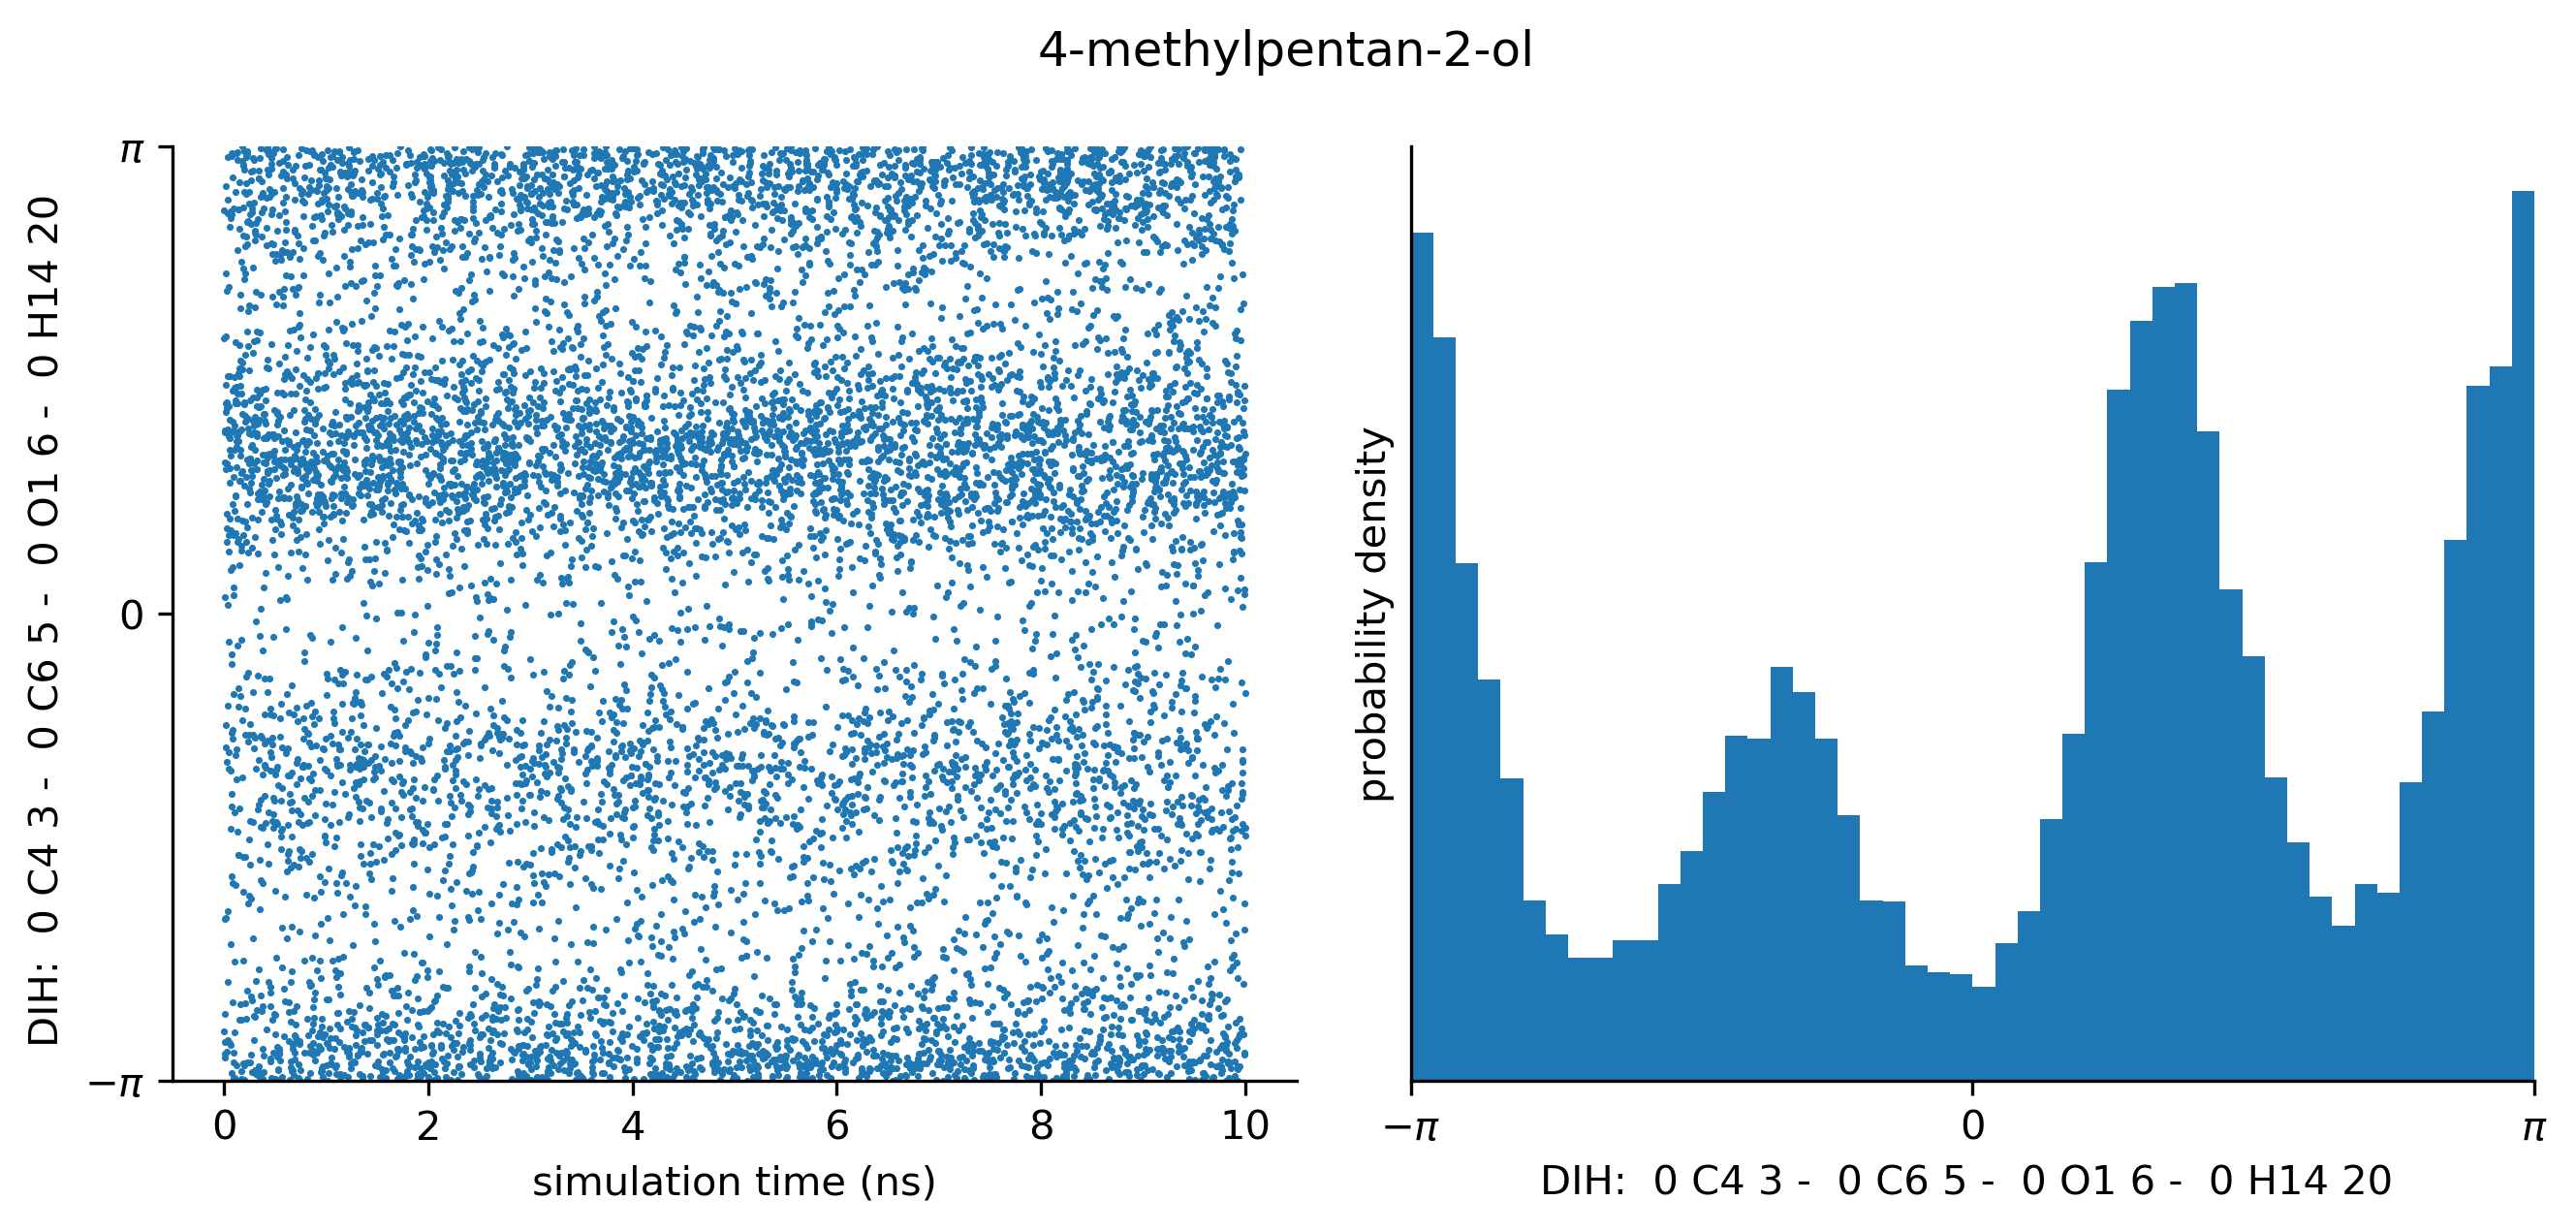 4-methylpentan-2-ol
DIH:  0 C4 3 -  0 C6 5 -  0 O1 6 -  0 H14 20
π
0
−π
0 2 4 6 8 10
simulation time (ns)
probability density
−π 0 π
DIH:  0 C4 3 -  0 C6 5 -  0 O1 6 -  0 H14 20